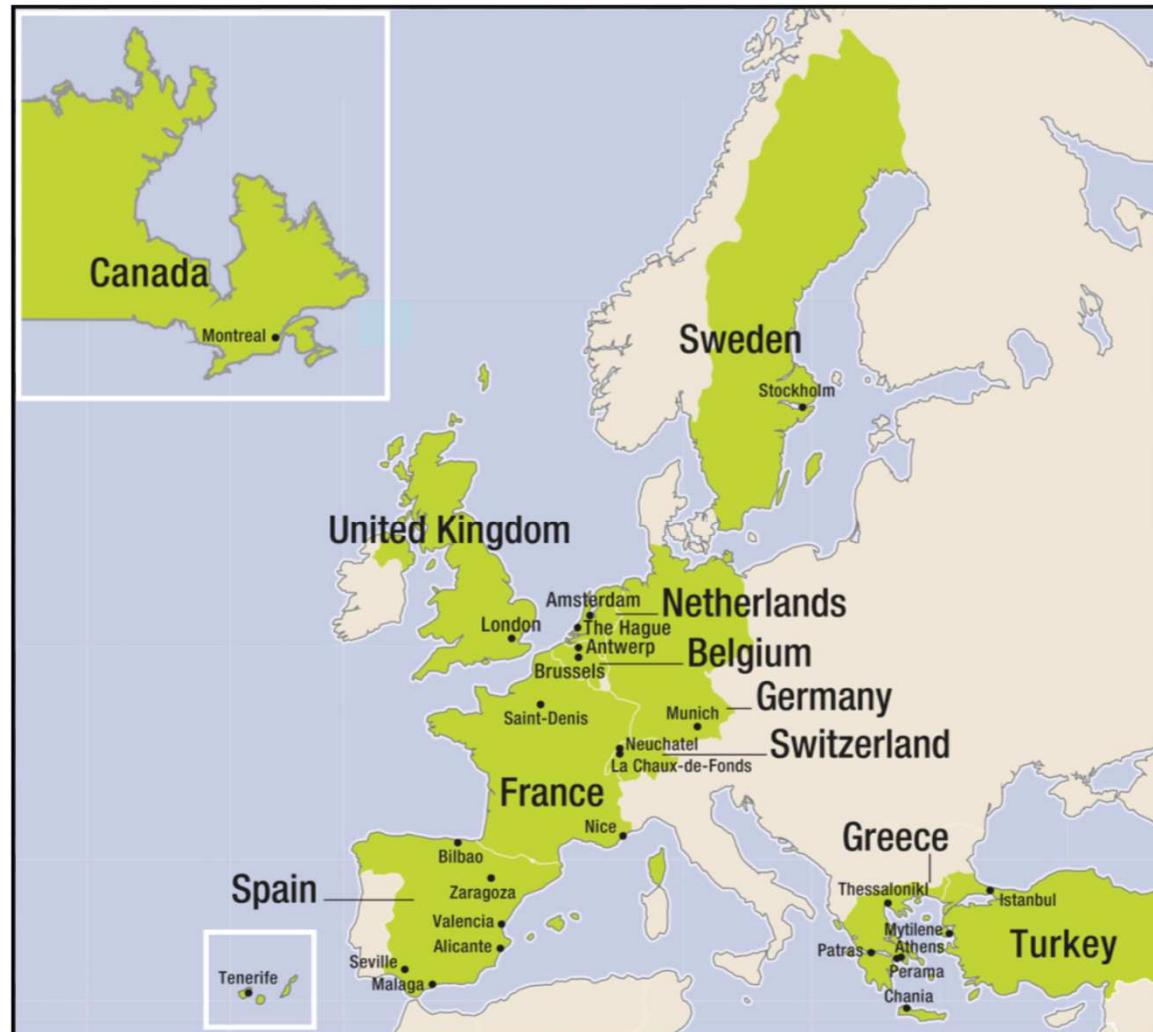 Canada
Montreal
Sweden
Stockholm
United Kingdom
London
Amsterdam
Netherlands
The Hague
Antwerp
Belgium
Brussels
Germany
Saint-Denis
Munich
Neuchatel
Switzerland
La Chaux-de-Fonds
France
Nice
Greece
Bilbao
Spain
Zaragoza
Thessaloniki
Istanbul
Valencia
Mytilene
Alicante
Patras
Athens
Turkey
Seville
Perama
Tenerife
Malaga
Chania